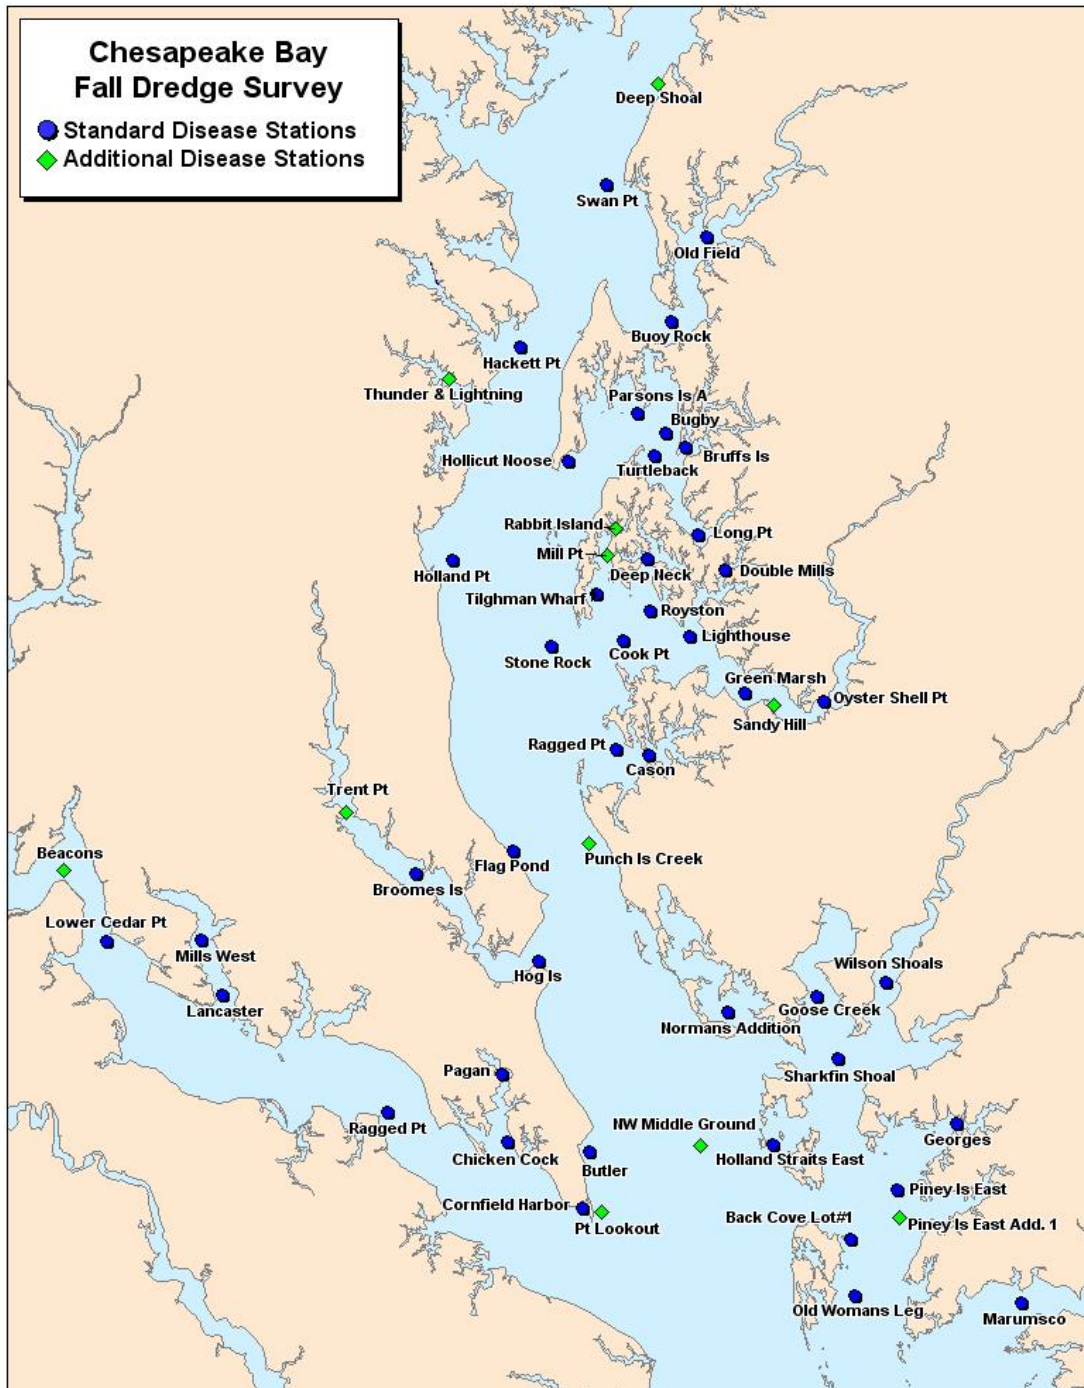 Chesapeake Bay
Fall Dredge Survey
Standard Disease Stations
Additional Disease Stations
Deep Shoal
Swan Pt
Old Field
Buoy Rock
Hackett Pt
Thunder & Lightning
Parsons Is A
Bugby
Bruffs Is
Hollicut Noose
Turtleback
Rabbit Island
Long Pt
Mill Pt
Holland Pt
Deep Neck
Double Mills
Tilghman Wharf
Royston
Lighthouse
Cook Pt
Stone Rock
Green Marsh
Oyster Shell Pt
Sandy Hill
Ragged Pt
Cason
Trent Pt
Beacons
Flag Pond
Punch Is Creek
Broomes Is
Lower Cedar Pt
Mills West
Wilson Shoals
Hog Is
Lancaster
Goose Creek
Normans Addition
Pagan
Sharkfin Shoal
Ragged Pt
NW Middle Ground
Georges
Chicken Cock
Butler
Holland Straits East
Piney Is East
Cornfield Harbor
Back Cove Lot#1
Piney Is East Add. 1
Pt Lookout
Old Womans Leg
Marumsco